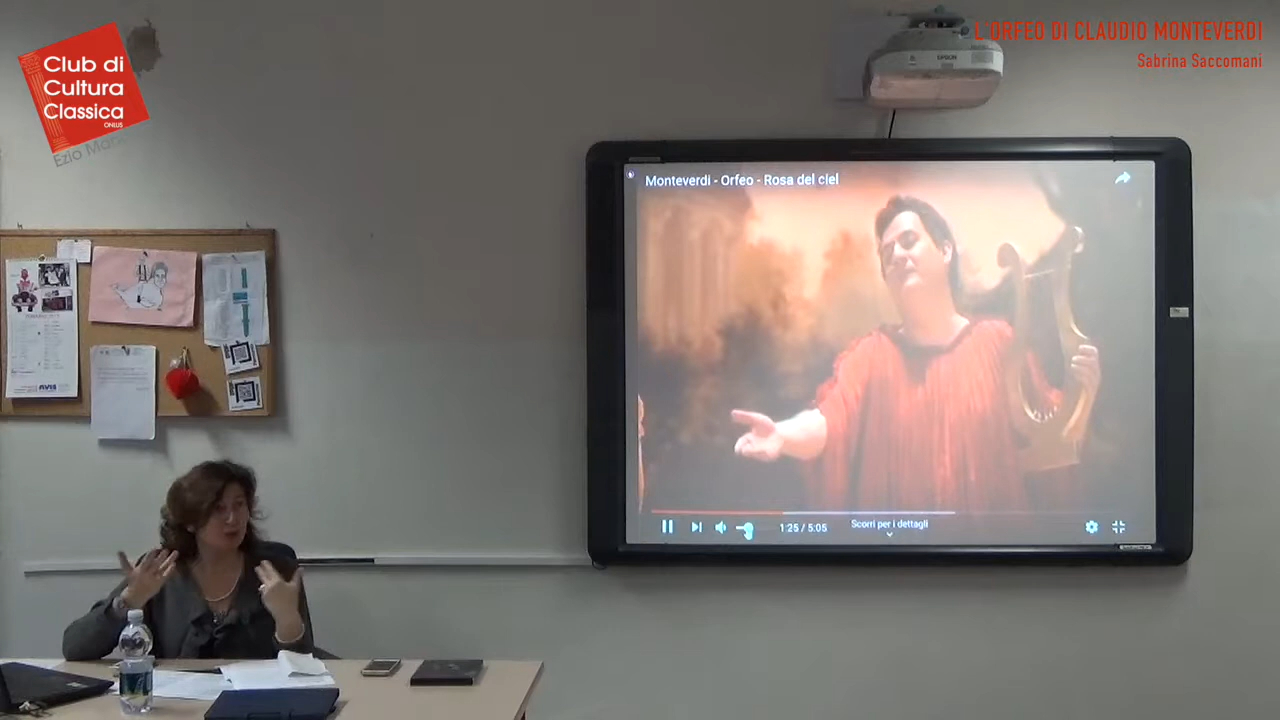 L'ORFEO DI CLAUDIO MONTEVERDI
Sabrina Saccomani
Club di
Cultura
Classica
ONLUS
EPSON
Monteverdi - Orfeo - Rosa del ciel
1:25 / 5:05
Scorri per i dettagli
AVIS